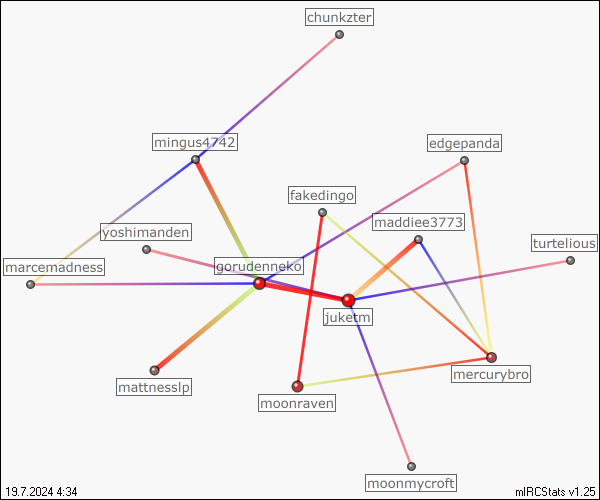 chunkzter
mingus4742
edgepanda
fakedingo
maddiee3773
yoshimanden
turtelious
marcemadness
gorudenneko
juketm
mattnesslp
mercurybro
moonraven
moonmycroft
19.7.2024 4:34
mIRCStats v1.25